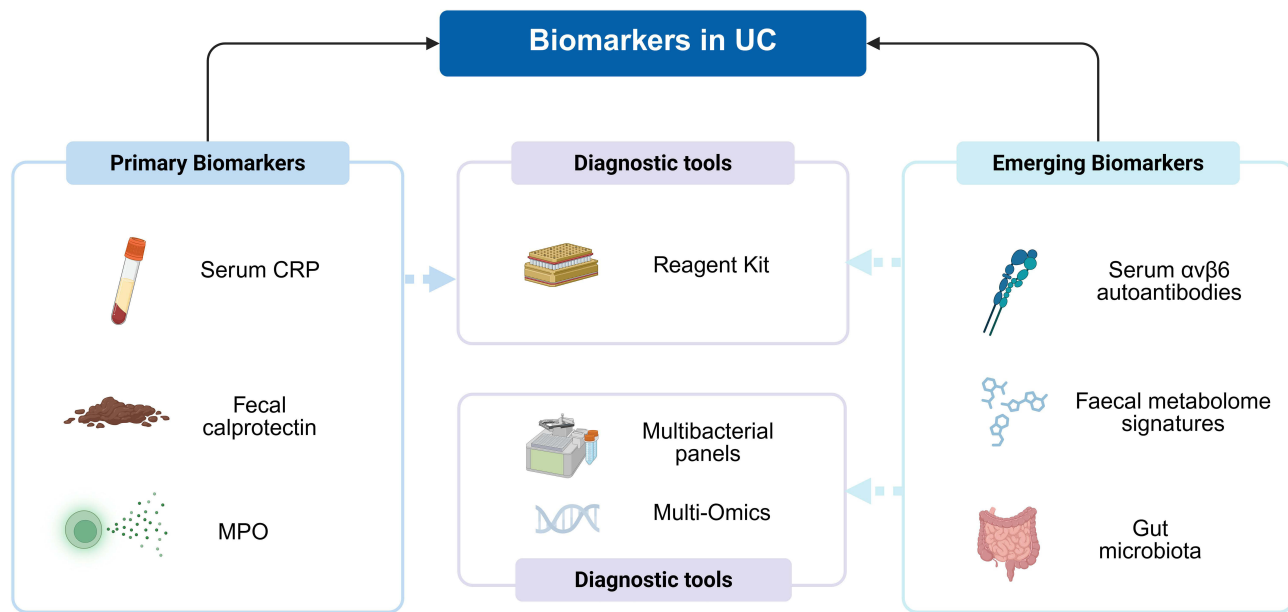 Biomarkers in UC
Primary Biomarkers
Serum CRP
Fecal
calprotectin
MPO
Diagnostic tools
Reagent Kit
Multibacterial
panels
Multi-Omics
Diagnostic tools
Emerging Biomarkers
Serum αvβ6
autoantibodies
Faecal metabolome
signatures
Gut
microbiota